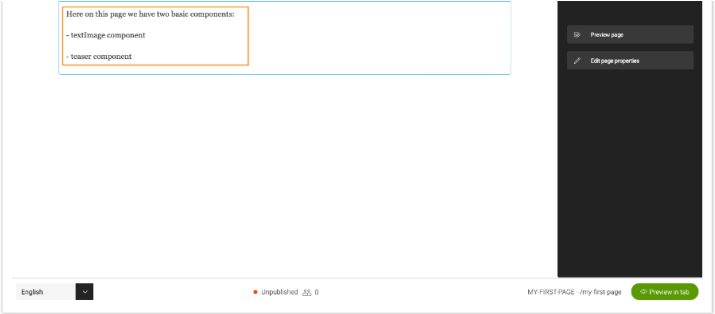 Here on this page we have two basic components:
- textImage component
- teaser component
Preview page
Edit page properties
English
Unpublished 0
MY-FIRST-PAGE - /my-first-page
Preview in tab